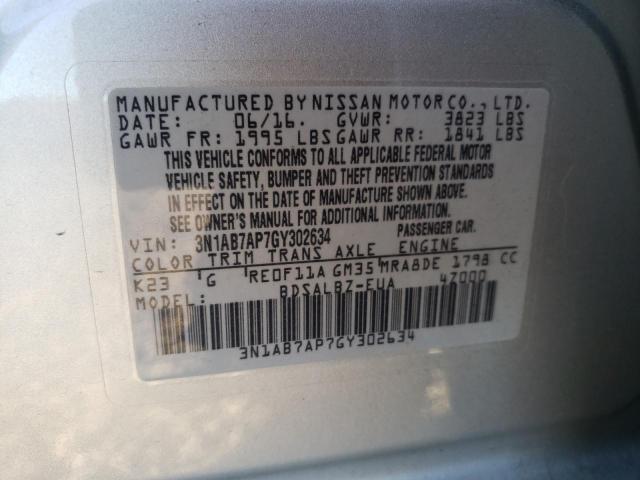 MANUFACTURED BY NISSAN MOTOR CO., LTD.
DATE: 06/16. GVWR: 3823 LBS
GAWR FR: 1995 LBS GAWR RR: 1841 LBS
THIS VEHICLE CONFORMS TO ALL APPLICABLE FEDERAL MOTOR
VEHICLE SAFETY, BUMPER AND THEFT PREVENTION STANDARDS
IN EFFECT ON THE DATE OF MANUFACTURE SHOWN ABOVE.
SEE OWNER'S MANUAL FOR ADDITIONAL INFORMATION.
VIN: 3N1AB7AP7GY302634 PASSENGER CAR.
COLOR TRIM TRANS AXLE ENGINE
K23 G RE0F11A GM35 MRA8DE 1798 CC
MODEL: BDSALBZ-EUA 47000
3N1AB7AP7GY302634